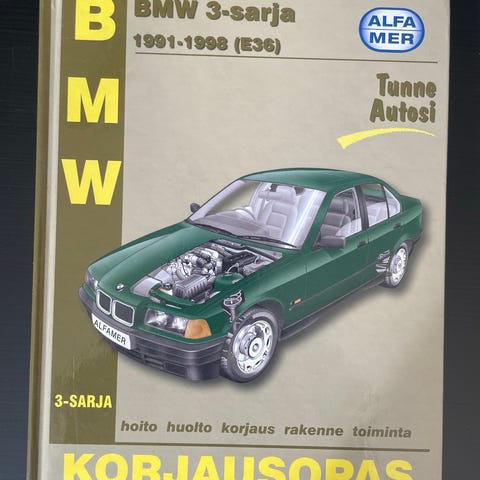 BMW
BMW 3-sarja
1991-1998 (E36)
ALFA
MER
Tunne
Autosi
ALFAMER
3-SARJA
hoito huolto korjaus rakenne toiminta
KORJAUSOPAS